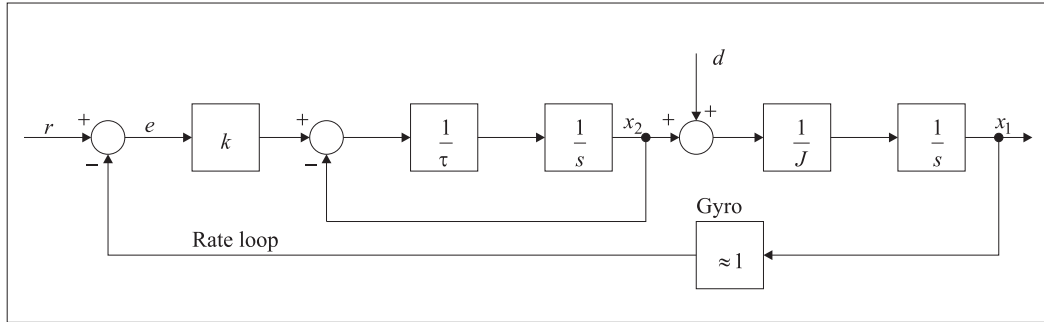 d
r + e k + 1/τ 1/s x₂ + + 1/J 1/s x₁
− −
Gyro
Rate loop
≈1